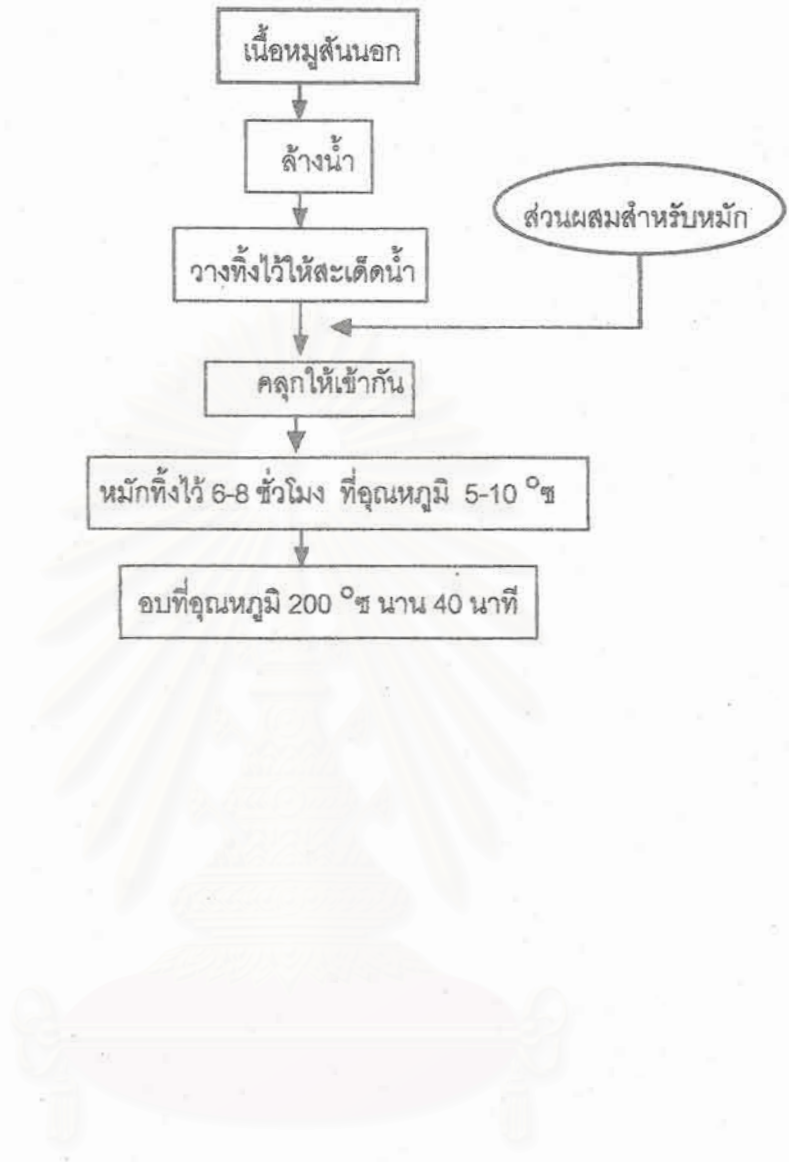 เนื้อหมูสันนอก
ล้างน้ำ
ส่วนผสมสำหรับหมัก
วางทิ้งไว้ให้สะเด็ดน้ำ
คลุกให้เข้ากัน
หมักทิ้งไว้ 6-8 ชั่วโมง ที่อุณหภูมิ 5-10 °ซ
อบที่อุณหภูมิ 200 °ซ นาน 40 นาที